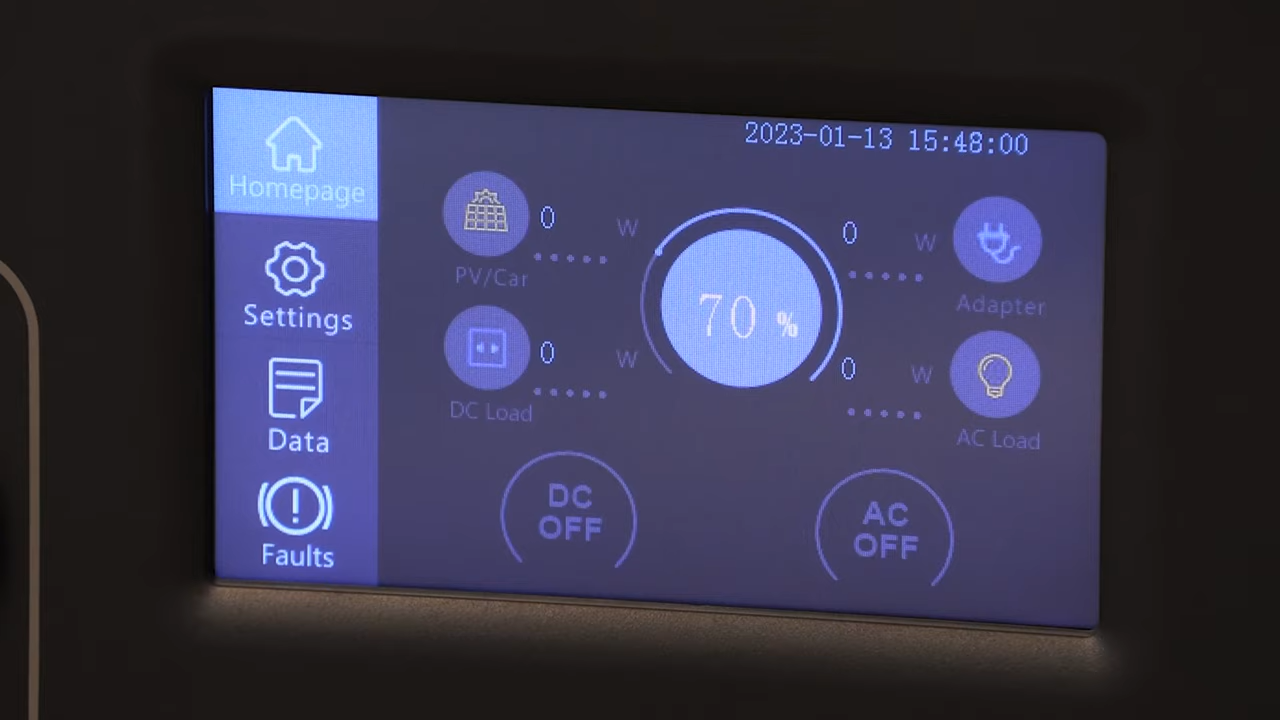 2023-01-13 15:48:00
Homepage
Settings
Data
Faults
0 W
PV/Car
0 W
DC Load
70 %
0 W
Adapter
0 W
AC Load
DC
OFF
AC
OFF